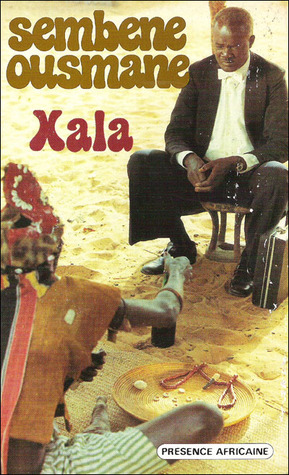 sembene
ousmane
Xala
PRESENCE AFRICAINE